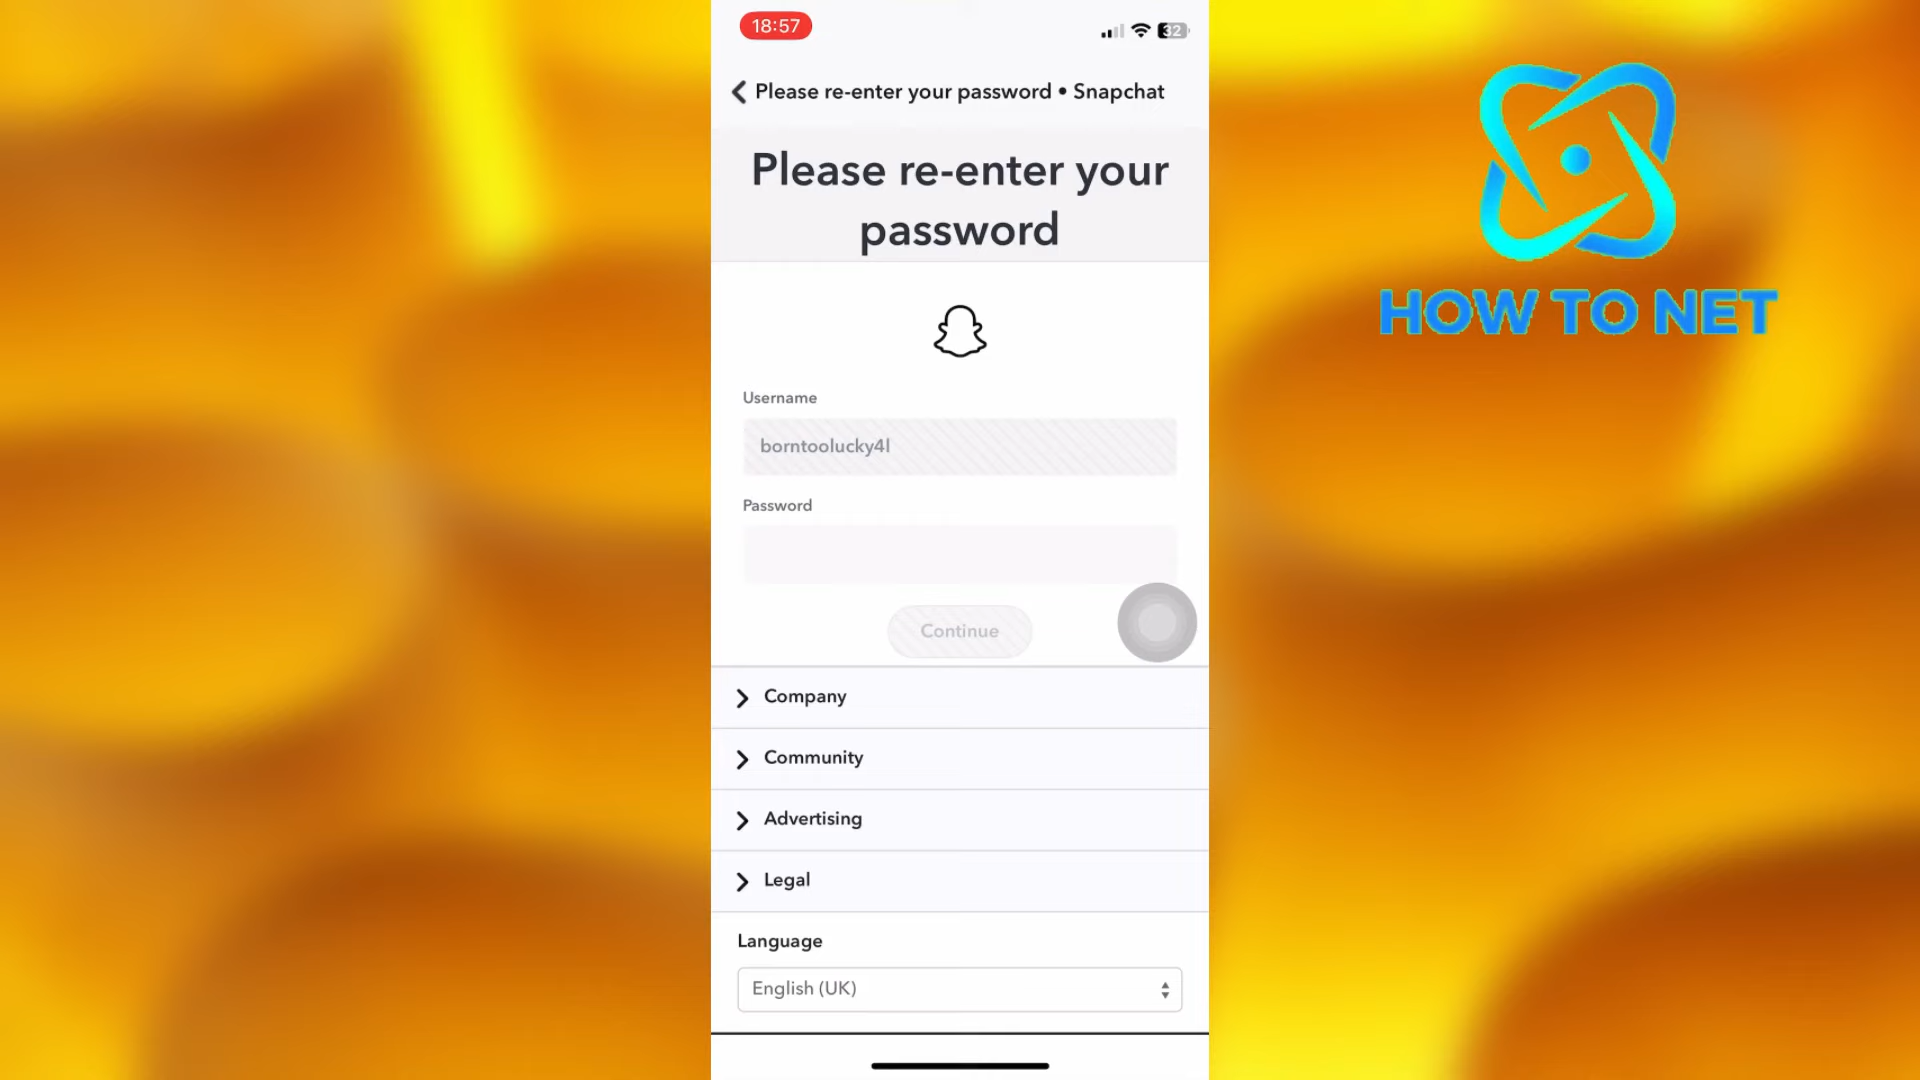 18:57
32
Please re-enter your password • Snapchat
Please re-enter your
password
HOW TO NET
Username
borntoolucky4l
Password
Continue
Company
Community
Advertising
Legal
Language
English (UK)